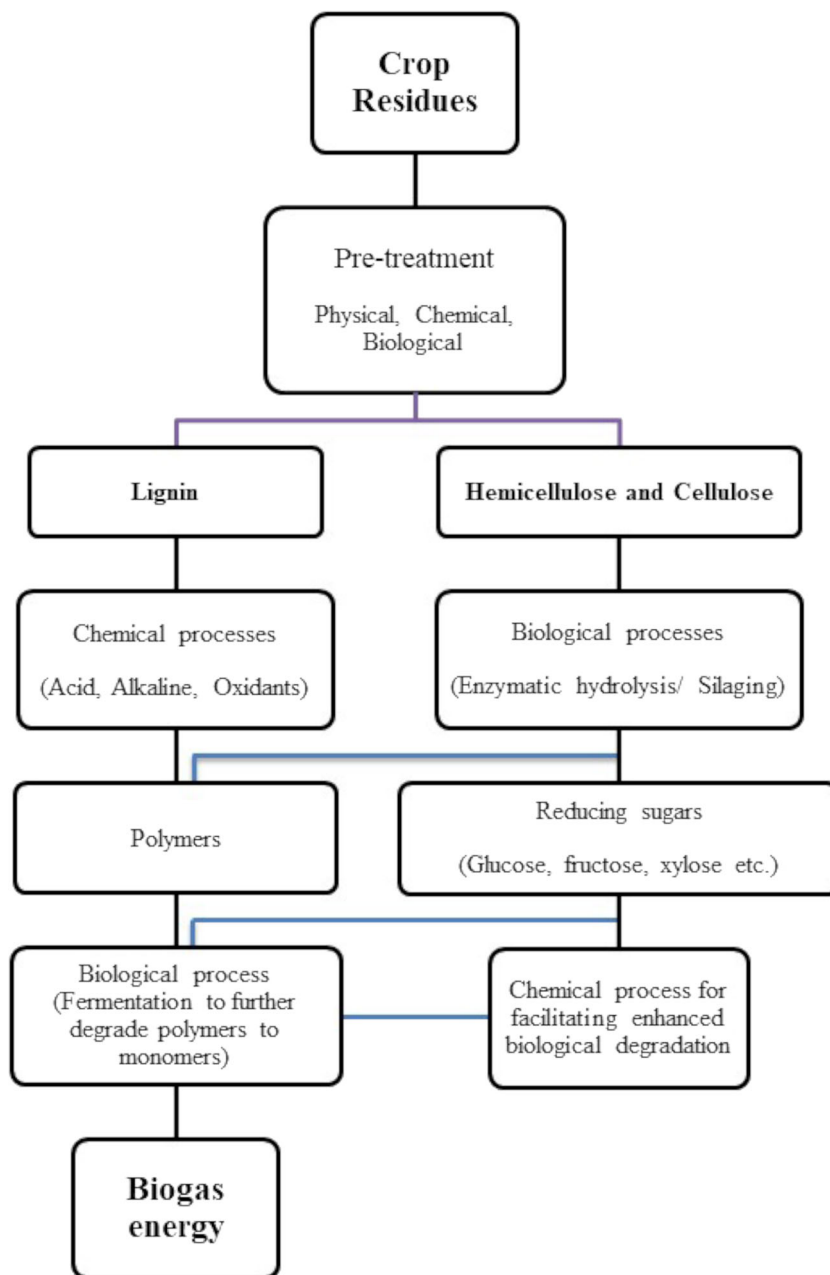 Crop
Residues
Pre-treatment
Physical, Chemical,
Biological
Lignin
Hemicellulose and Cellulose
Chemical processes
(Acid, Alkaline, Oxidants)
Biological processes
(Enzymatic hydrolysis/ Silaging)
Polymers
Reducing sugars
(Glucose, fructose, xylose etc.)
Biological process
(Fermentation to further
degrade polymers to
monomers)
Chemical process for
facilitating enhanced
biological degradation
Biogas
energy